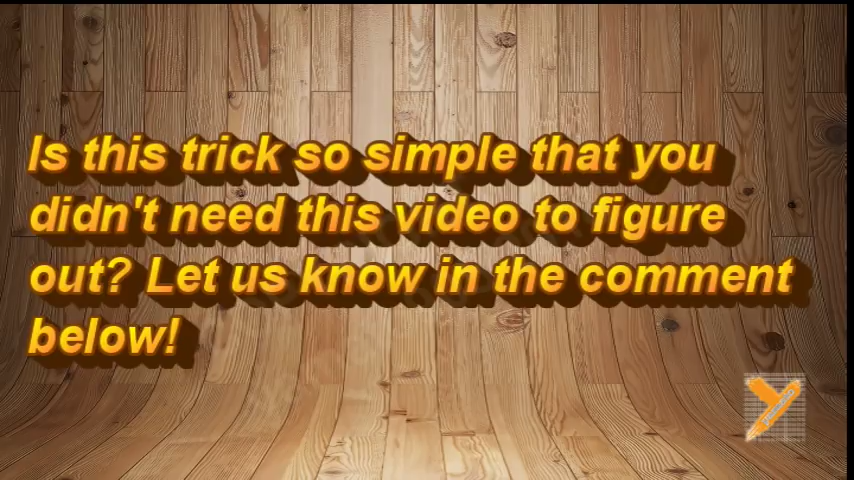 Is this trick so simple that you
didn't need this video to figure
out? Let us know in the comment
below!